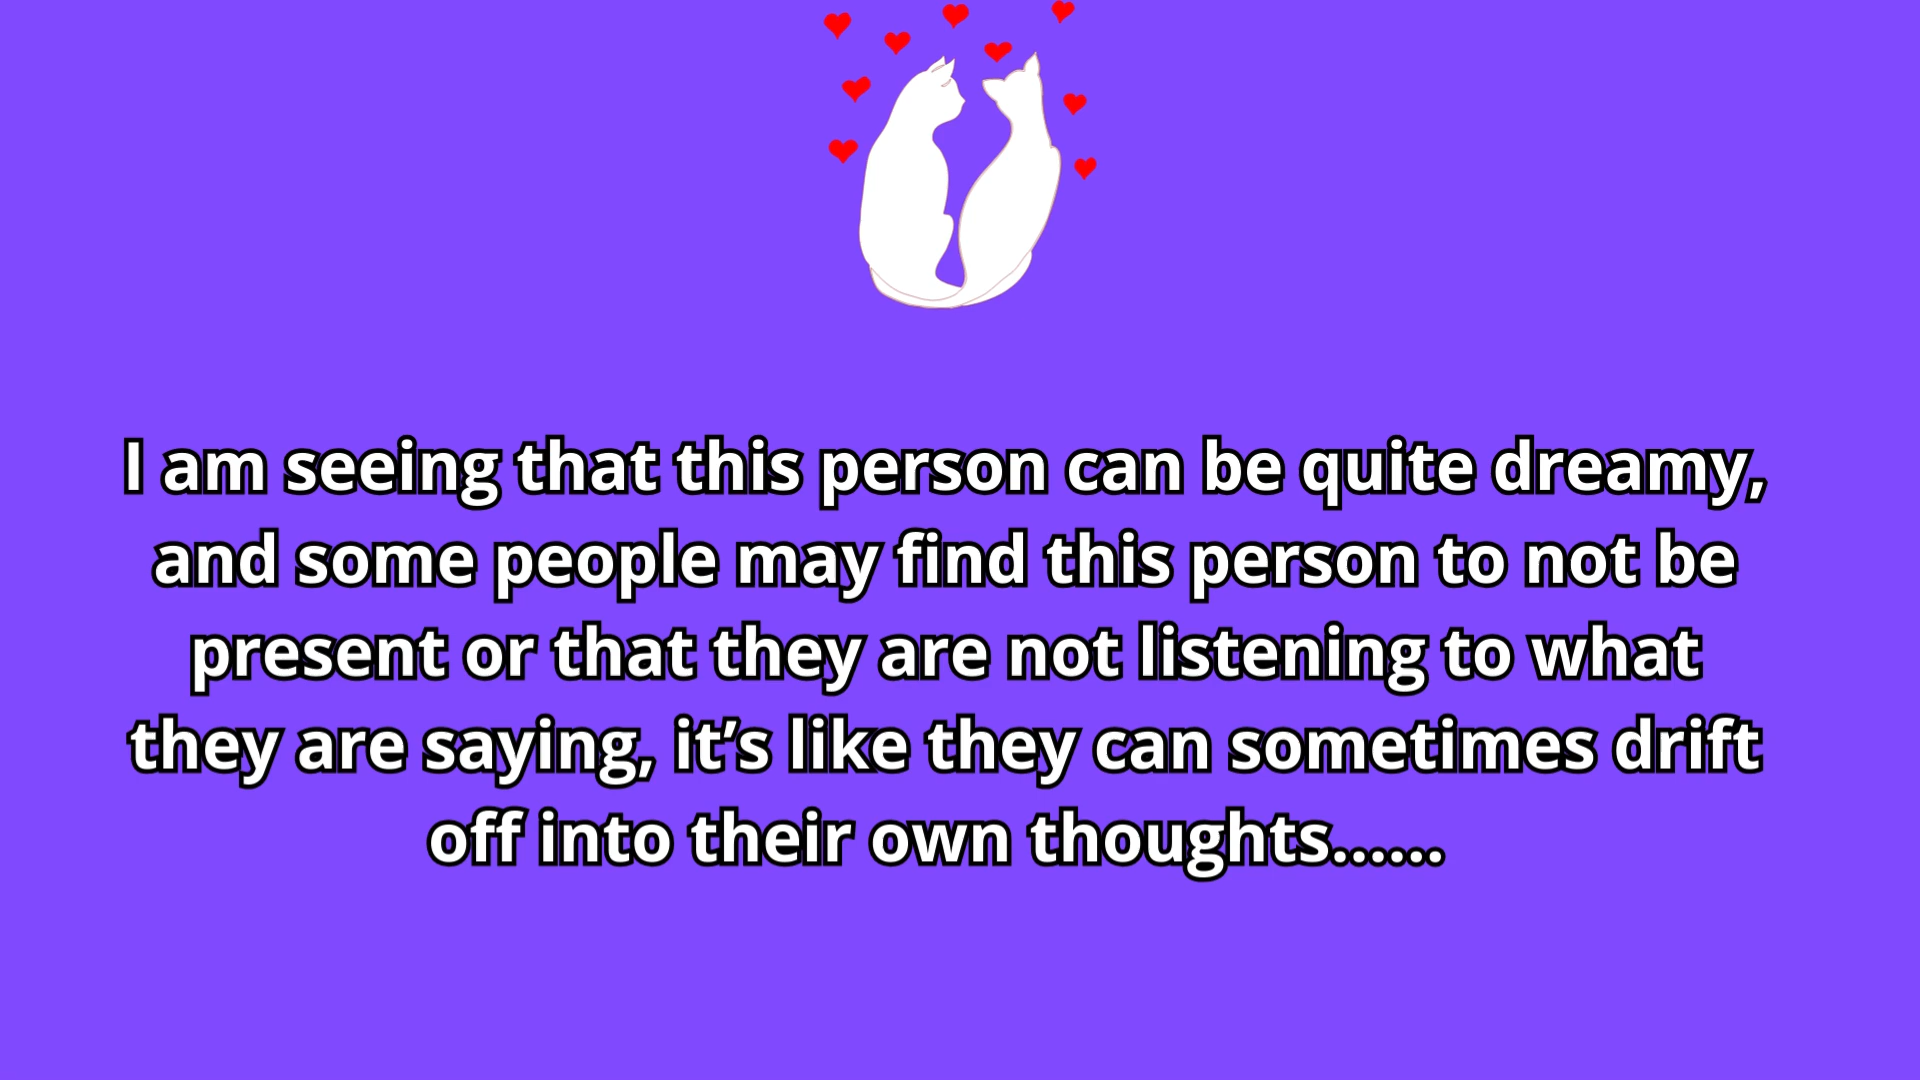 I am seeing that this person can be quite dreamy,
and some people may find this person to not be
present or that they are not listening to what
they are saying, it’s like they can sometimes drift
off into their own thoughts......